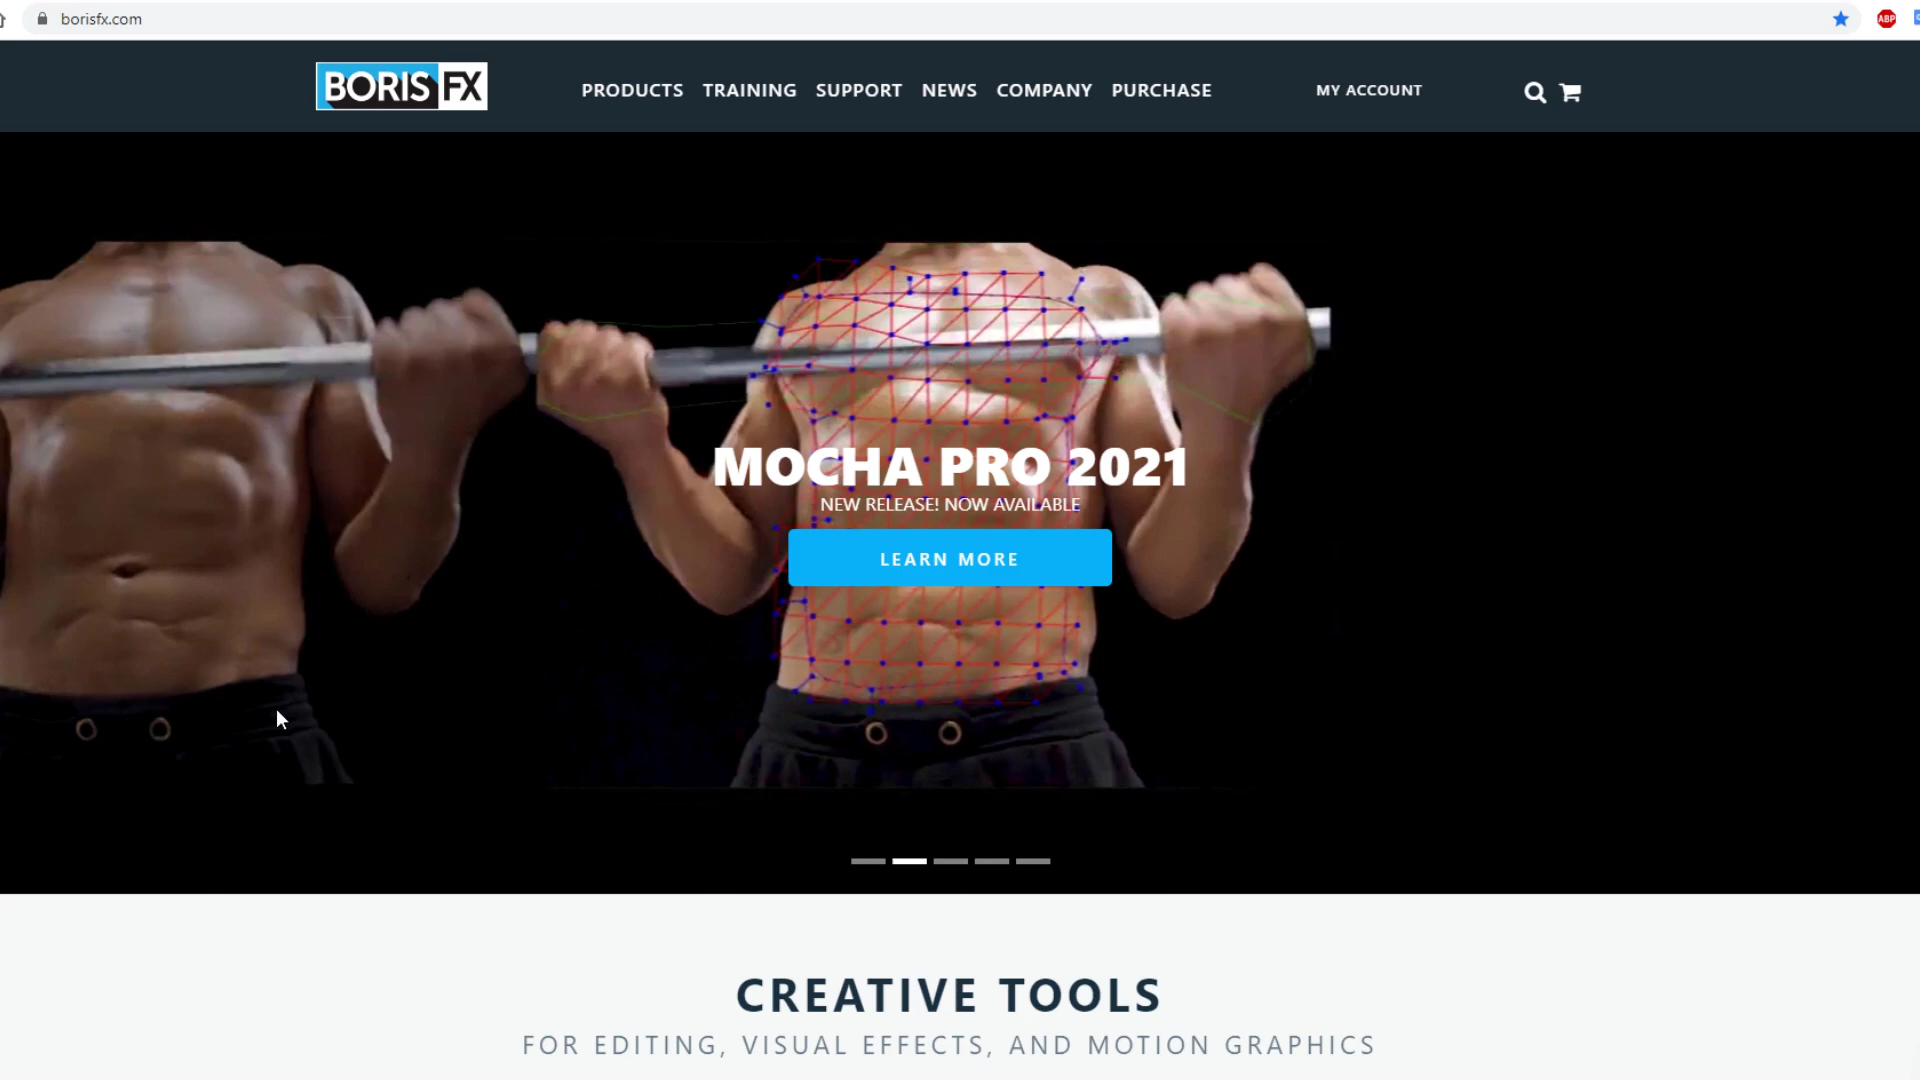 borisfx.com
ABP
BORIS FX
PRODUCTS TRAINING SUPPORT NEWS COMPANY PURCHASE MY ACCOUNT
MOCHA PRO 2021
NEW RELEASE! NOW AVAILABLE
LEARN MORE
CREATIVE TOOLS
FOR EDITING, VISUAL EFFECTS, AND MOTION GRAPHICS